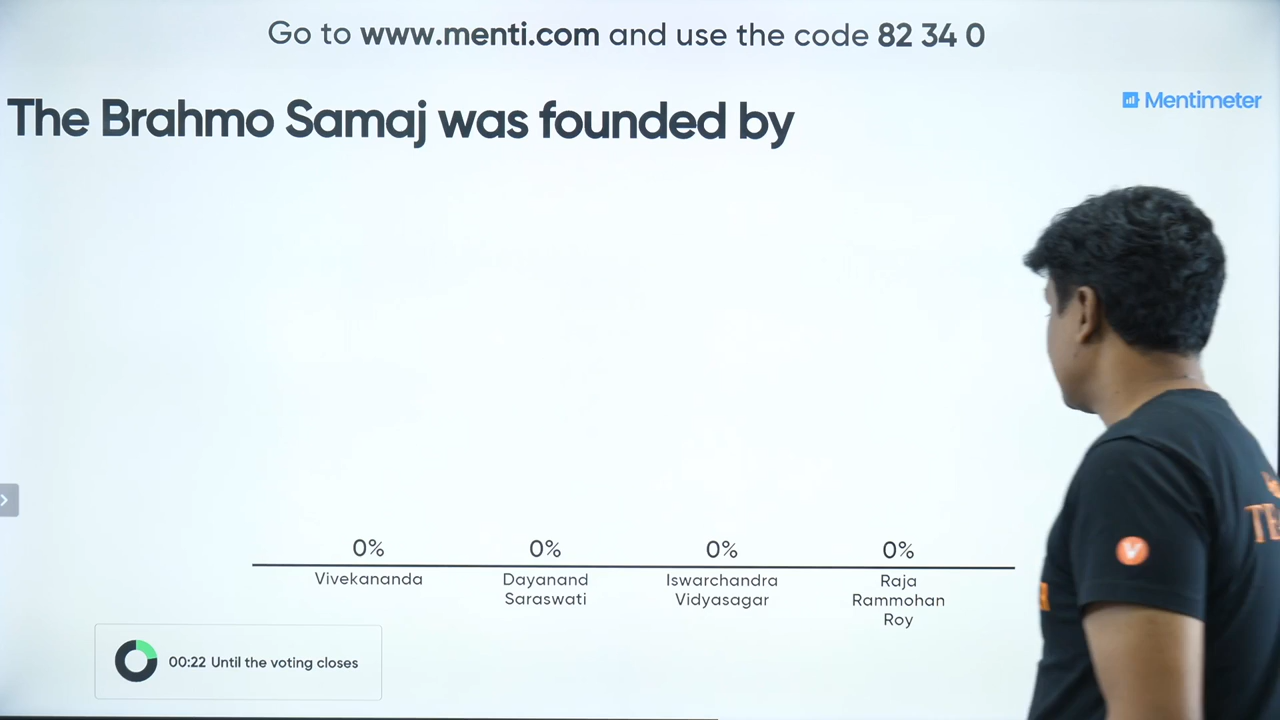 Go to www.menti.com and use the code 82 34 0
Mentimeter
The Brahmo Samaj was founded by
0% 0% 0% 0%
Vivekananda
Dayanand
Saraswati
Iswarchandra
Vidyasagar
Raja
Rammohan
Roy
00:22 Until the voting closes
V